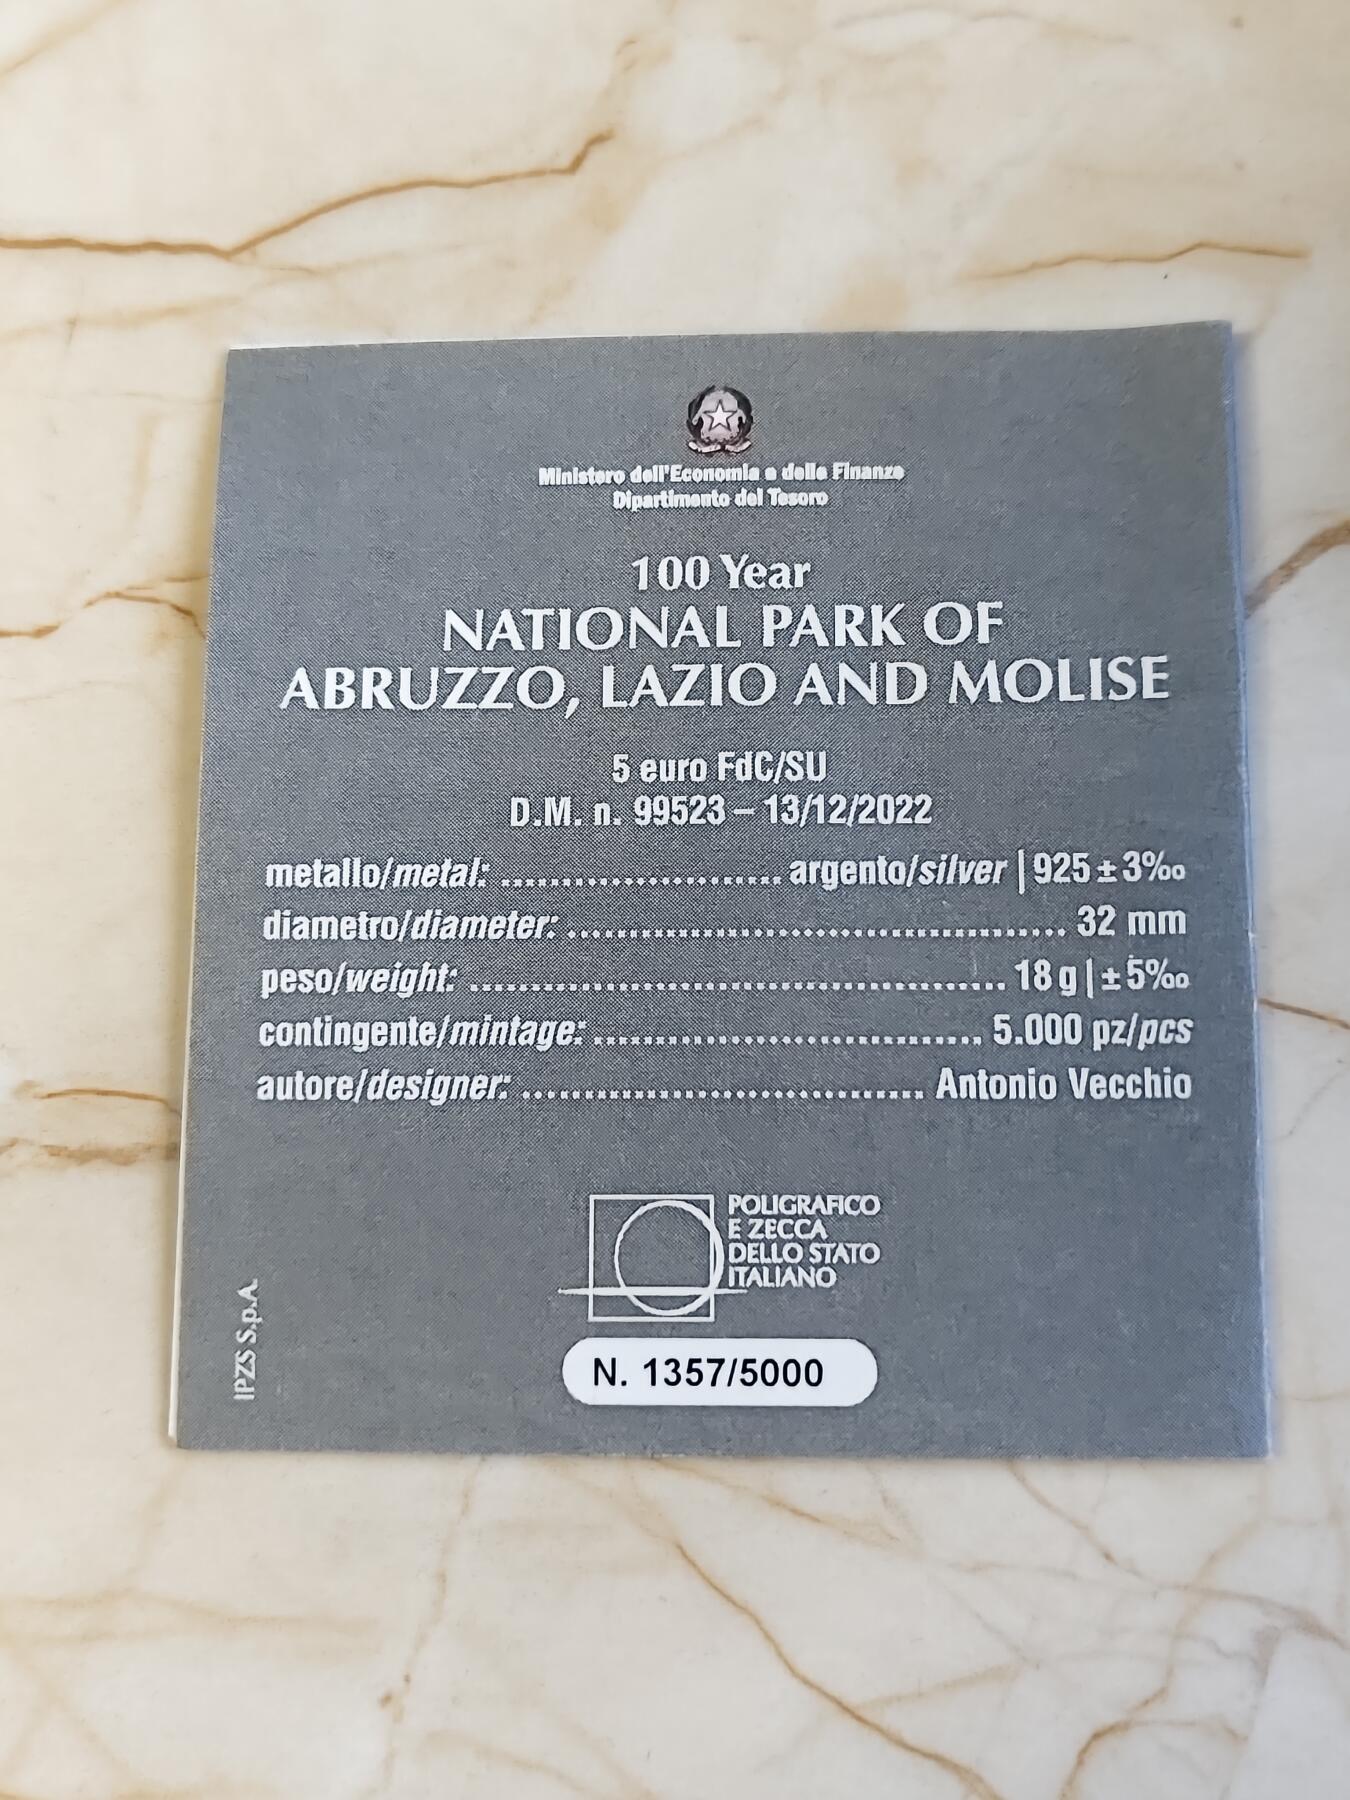 Ministero dell'Economia e delle Finanze
Dipartimento del Tesoro
100 Year
NATIONAL PARK OF
ABRUZZO, LAZIO AND MOLISE
5 euro FdC/SU
D.M. n. 99523 – 13/12/2022
metallo/metal: ............................ argento/silver | 925 ± 3‰
diametro/diameter: .................................................. 32 mm
peso/weight: ...................................................... 18 g | ± 5‰
contingente/mintage: ....................................... 5.000 pz/pcs
autore/designer: ........................................ Antonio Vecchio
POLIGRAFICO
E ZECCA
DELLO STATO
ITALIANO
IPZS S.p.A.
N. 1357/5000